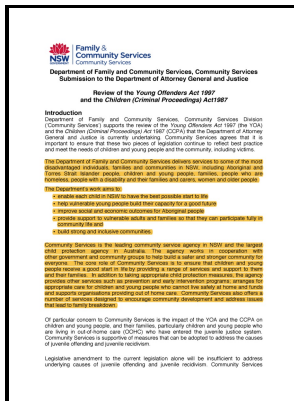 NSW
GOVERNMENT
Family &
Community Services
Department of Family and Community Services, Community Services
Submission to the Department of Attorney General and Justice
Review of the Young Offenders Act 1997
and the Children (Criminal Proceedings) Act1987
Introduction
Department of Family and Community Services, Community Services Division
('Community Services') supports the review of the Young Offenders Act 1997 (the YOA)
and the Children (Criminal Proceedings) Act 1987 (CCPA) that the Department of Attorney
General and Justice is currently undertaking. Community Services agrees that it is
important to ensure that these two pieces of legislation continue to reflect best practice
and meet the needs of children and young people and the community, including victims.
The Department of Family and Community Services delivers services to some of the most
disadvantaged individuals, families and communities in NSW, including Aboriginal and
Torres Strait Islander people, children and young people, families, people who are
homeless, people with a disability and their families and carers, women and older people.
The Department's work aims to:
• enable each child in NSW to have the best possible start to life
• help vulnerable young people build their capacity for a good future
• improve social and economic outcomes for Aboriginal people
• provide support to vulnerable adults and families so that they can participate fully in
community life and
• build strong and inclusive communities.
Community Services is the leading community service agency in NSW and the largest
child protection agency in Australia. The agency works in cooperation with
other government and community groups to help build a safer and stronger community for
everyone. The core role of Community Services is to ensure that children and young
people receive a good start in life by providing a range of services to support them
and their families. In addition to taking appropriate child protection measures, the agency
provides other services such as prevention and early intervention programs; arranges for
appropriate care for children and young people who cannot live safely at home and funds
and supports organisations providing out of home care. Community Services also offers a
number of services designed to encourage community development and address issues
that lead to family breakdown.
Of particular concern to Community Services is the impact of the YOA and the CCPA on
children and young people, and their families, particularly children and young people who
are living in out-of-home care (OOHC) who have entered the juvenile justice system.
Community Services is supportive of measures that can be adopted to address the causes
of juvenile offending and juvenile recidivism.
Legislative amendment to the current legislation alone will be insufficient to address
underlying causes of juvenile offending and juvenile recidivism. Community Services